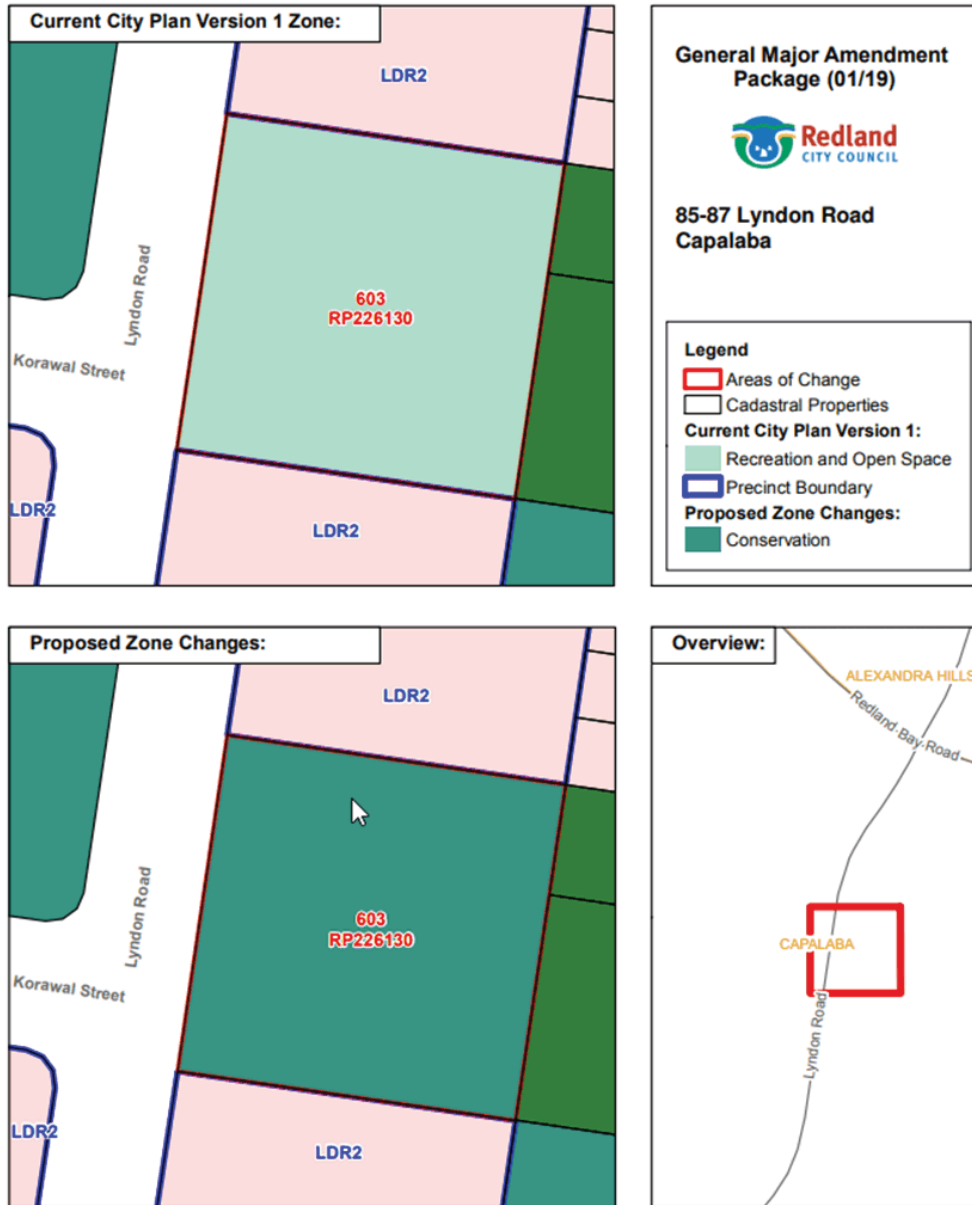 Current City Plan Version 1 Zone:
LDR2
603
RP226130
Lyndon Road
Korawal Street
LDR2
LDR2
General Major Amendment
Package (01/19)
Redland
CITY COUNCIL
85-87 Lyndon Road
Capalaba
Legend
Areas of Change
Cadastral Properties
Current City Plan Version 1:
Recreation and Open Space
Precinct Boundary
Proposed Zone Changes:
Conservation
Proposed Zone Changes:
LDR2
603
RP226130
Lyndon Road
Korawal Street
LDR2
LDR2
Overview:
ALEXANDRA HILLS
Redland-Bay-Road
CAPALABA
Lyndon Road